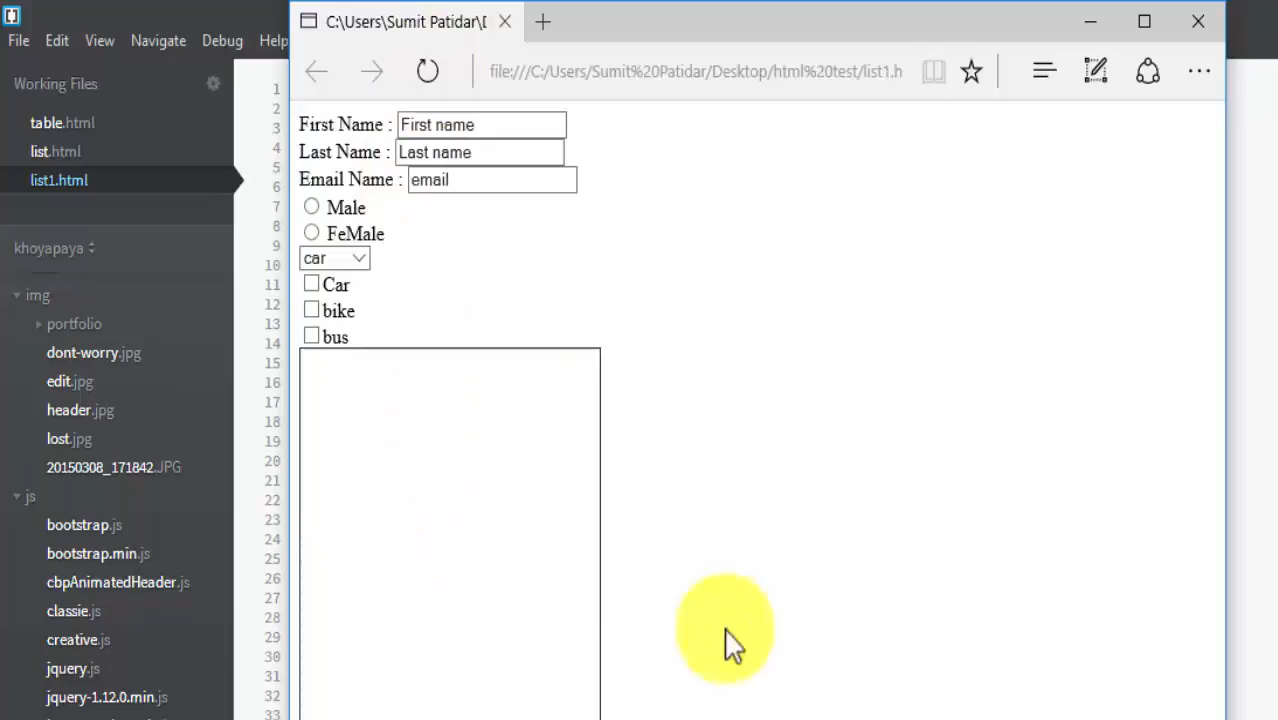 C:\Users\Sumit Patidar\D
File Edit View Navigate Debug Help
file:///C:/Users/Sumit%20Patidar/Desktop/html%20test/list1.h
Working Files
table.html
list.html
list1.html
khoyapaya
img
portfolio
dont-worry.jpg
edit.jpg
header.jpg
lost.jpg
20150308_171842.JPG
js
bootstrap.js
bootstrap.min.js
cbpAnimatedHeader.js
classie.js
creative.js
jquery.js
jquery-1.12.0.min.js
1
2
3
4
5
6
7
8
9
10
11
12
13
14
15
16
17
18
19
20
21
22
23
24
25
26
27
28
29
30
31
32
33
First Name : First name
Last Name : Last name
Email Name : email
Male
FeMale
car
Car
bike
bus